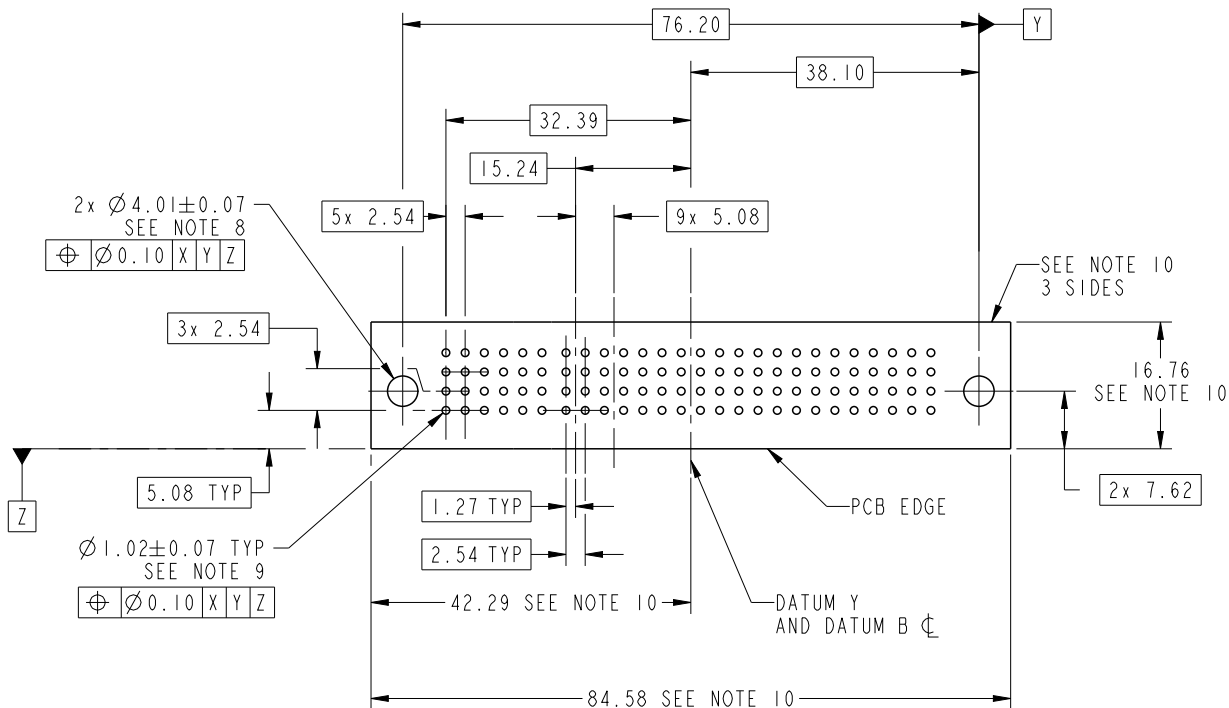 76.20
Y
38.10
32.39
15.24
2x Ø4.01±0.07
SEE NOTE 8
⌖ Ø0.10 X Y Z
5x 2.54
9x 5.08
SEE NOTE 10
3 SIDES
3x 2.54
16.76
SEE NOTE 10
5.08 TYP
Z
1.27 TYP
PCB EDGE
2x 7.62
Ø1.02±0.07 TYP
SEE NOTE 9
⌖ Ø0.10 X Y Z
2.54 TYP
42.29 SEE NOTE 10
DATUM Y
AND DATUM B ℄
84.58 SEE NOTE 10